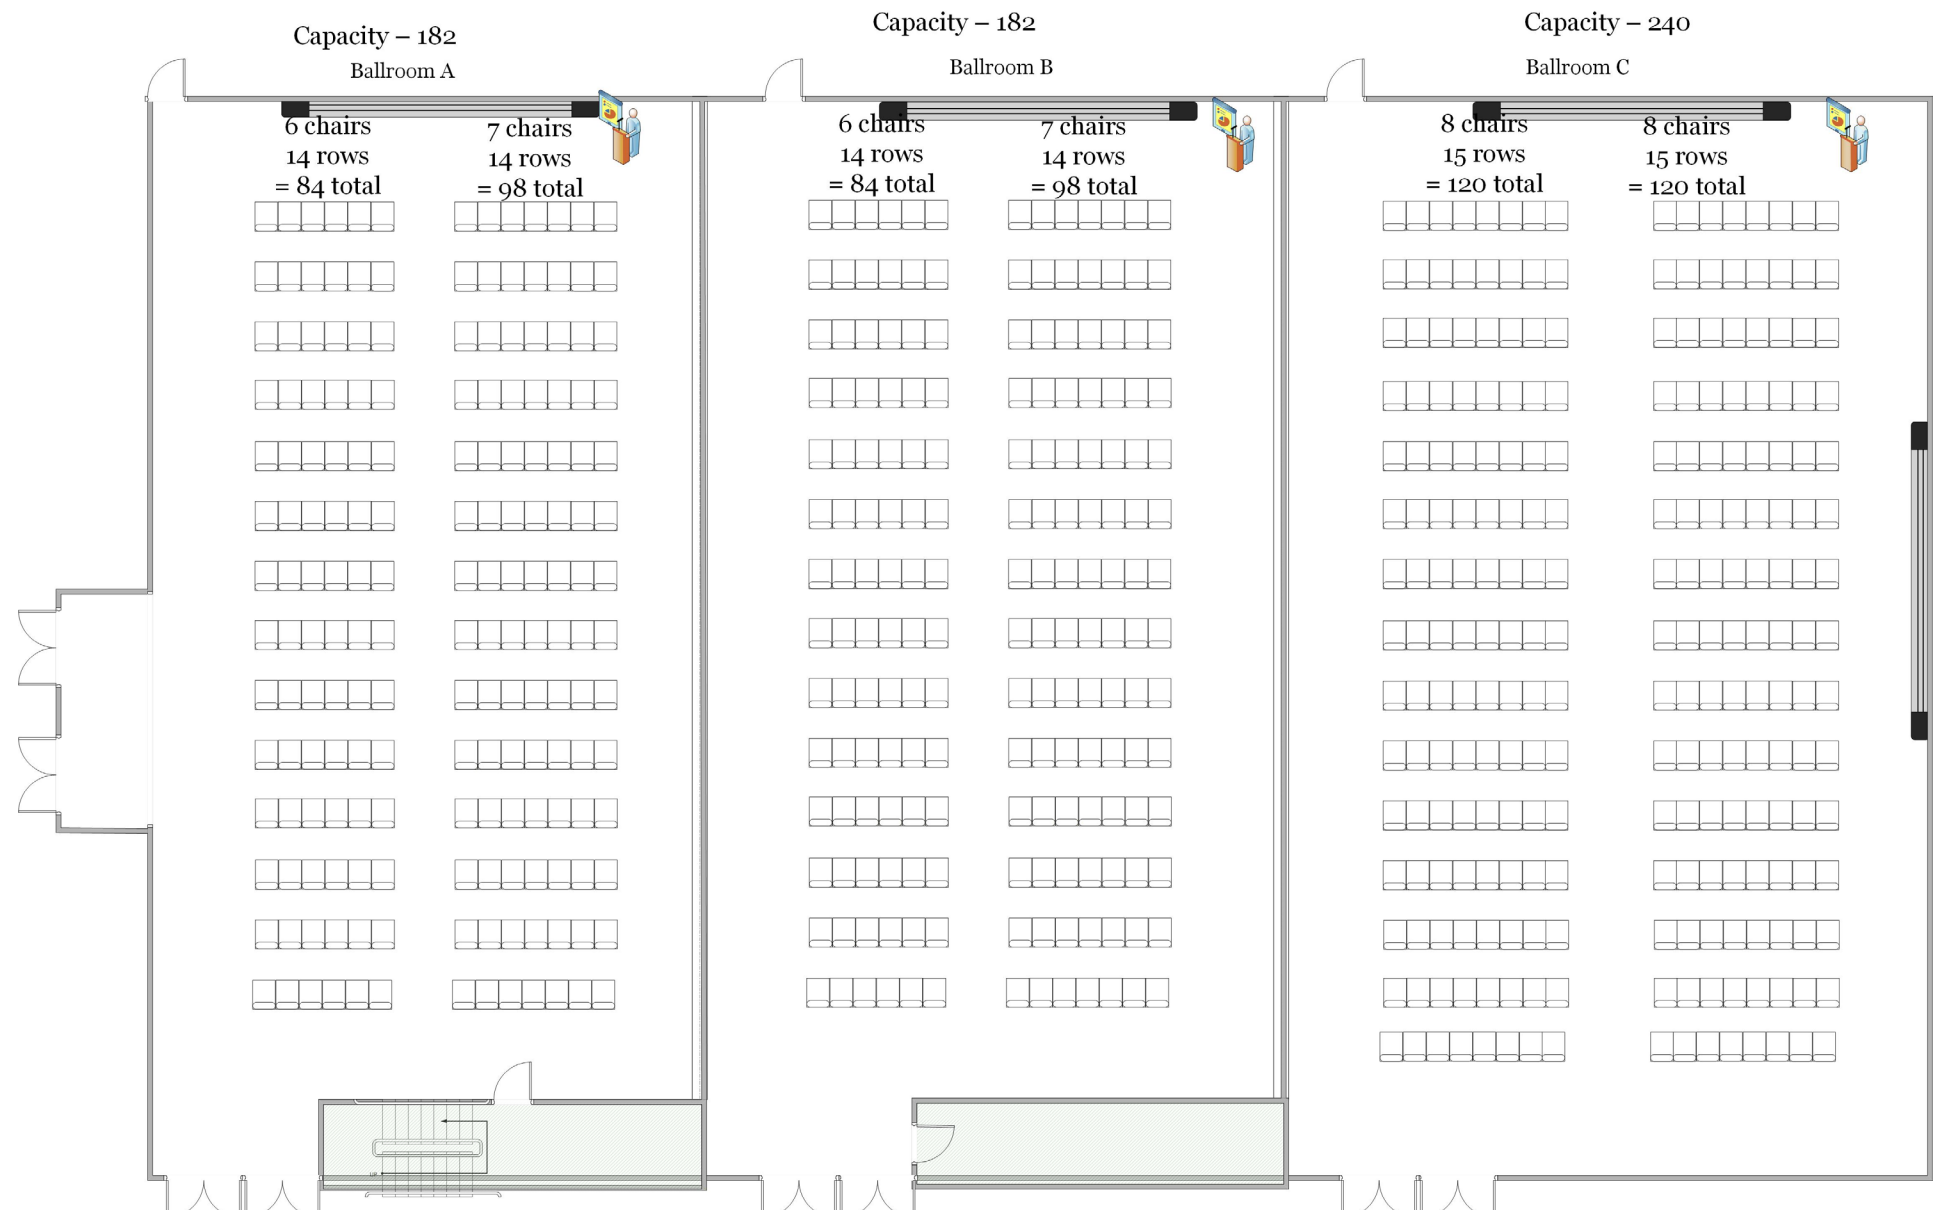 Capacity – 182
Ballroom A
6 chairs
14 rows
= 84 total
7 chairs
14 rows
= 98 total
Capacity – 182
Ballroom B
6 chairs
14 rows
= 84 total
7 chairs
14 rows
= 98 total
Capacity – 240
Ballroom C
8 chairs
15 rows
= 120 total
8 chairs
15 rows
= 120 total
UP